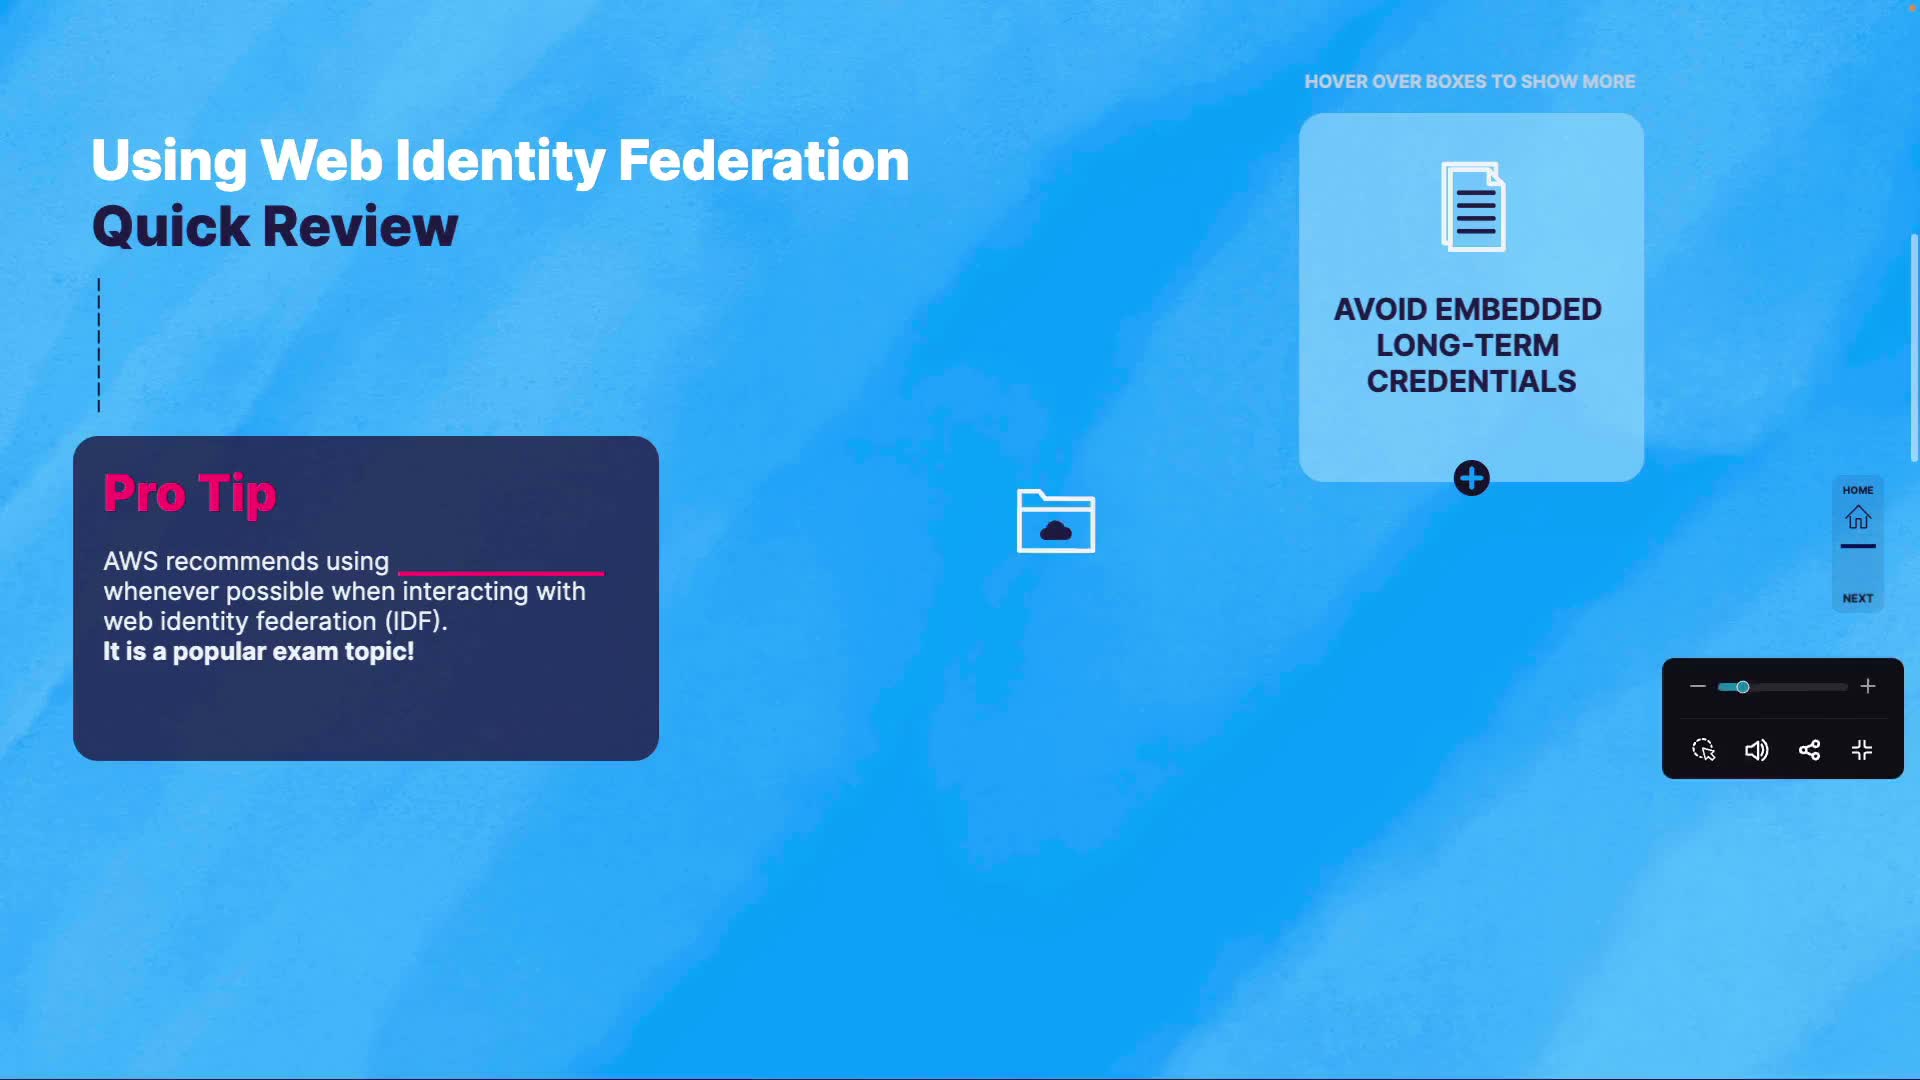 HOVER OVER BOXES TO SHOW MORE
Using Web Identity Federation
Quick Review
AVOID EMBEDDED
LONG-TERM
CREDENTIALS
Pro Tip
AWS recommends using
whenever possible when interacting with
web identity federation (IDF).
It is a popular exam topic!
HOME
NEXT